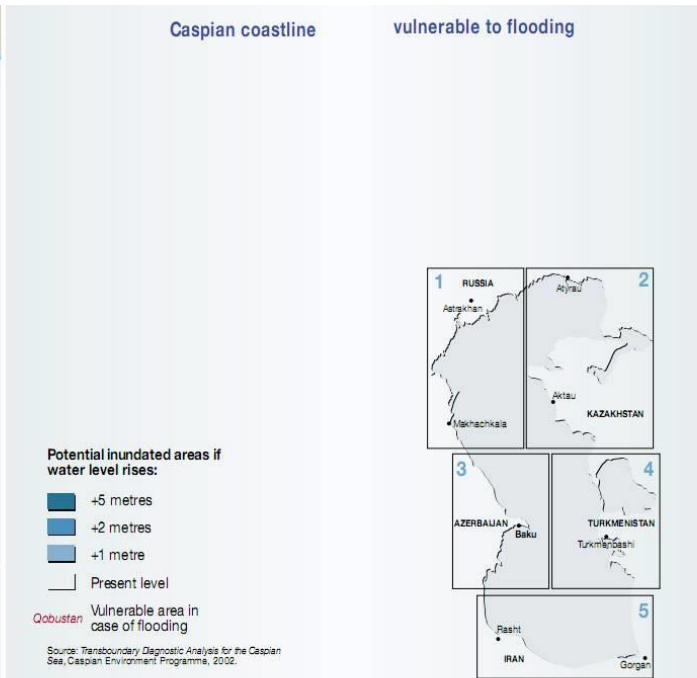 Caspian coastline vulnerable to flooding
1
RUSSIA
Astrakhan
Makhachkala
2
Atyrau
Aktau
KAZAKHSTAN
3
AZERBAIJAN
Baku
4
TURKMENISTAN
Turkmenbashi
5
Rasht
IRAN
Gorgan
Potential inundated areas if
water level rises:
+5 metres
+2 metres
+1 metre
Present level
Qobustan
Vulnerable area in
case of flooding
Source: Transboundary Diagnostic Analysis for the Caspian
Sea, Caspian Environment Programme, 2002.